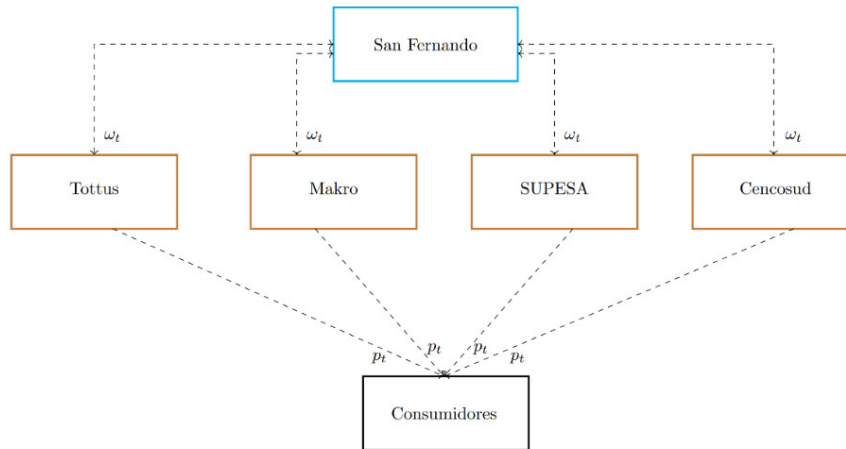 San Fernando
ωₜ ωₜ ωₜ ωₜ
Tottus Makro SUPESA Cencosud
pₜ pₜ pₜ pₜ
Consumidores